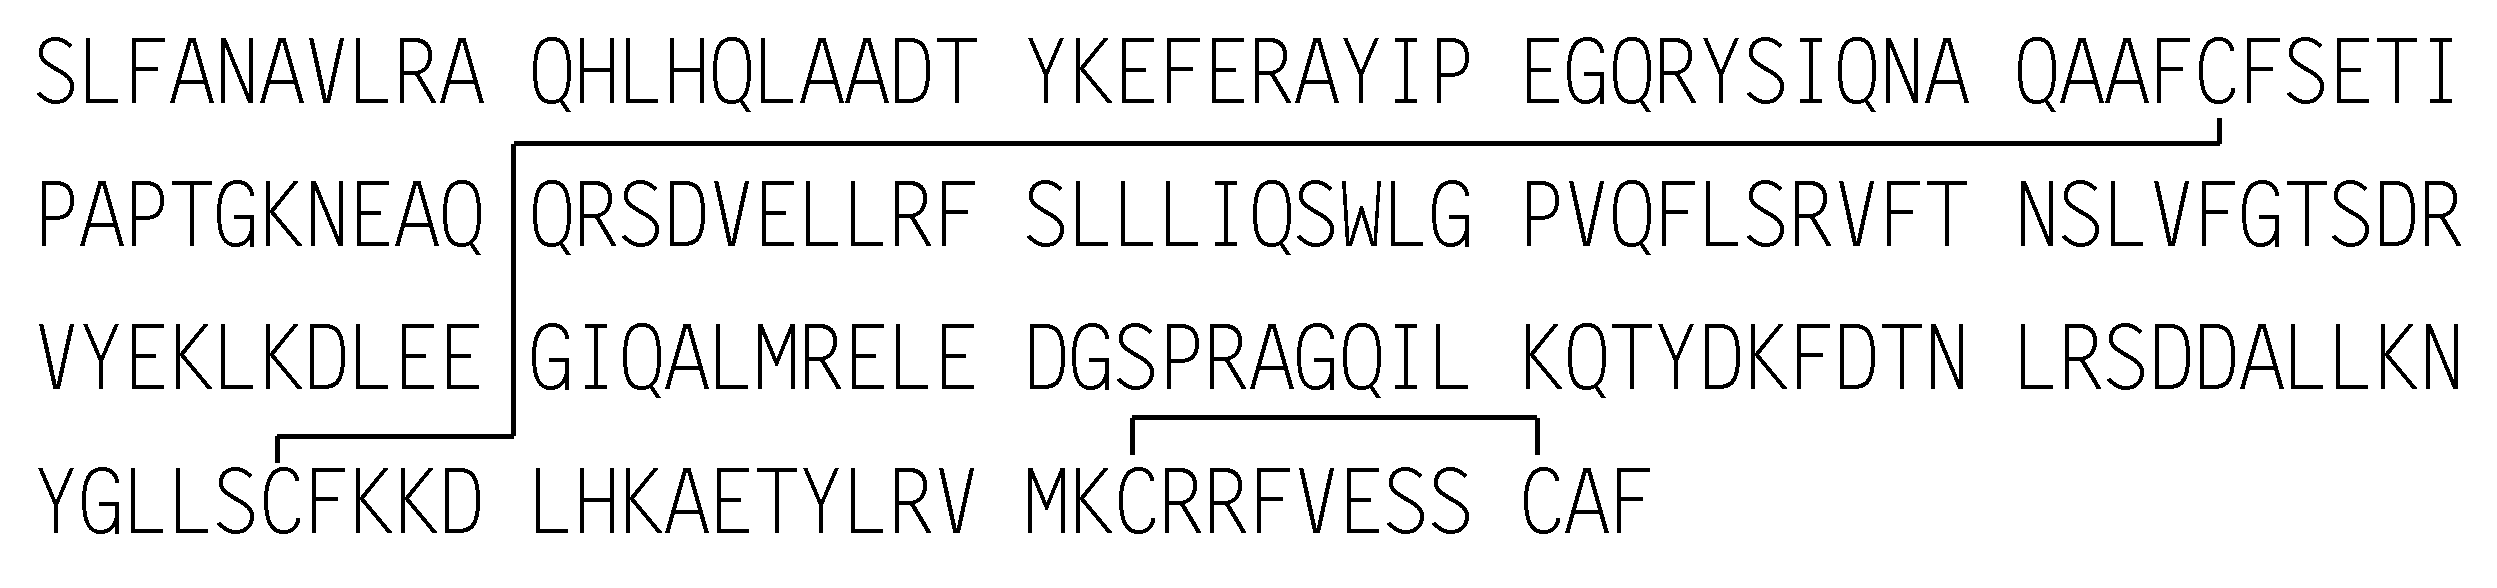 SLFANAVLRA QHLHQLAADT YKEFERAYIP EGQRYSIQNA QAAFCFSETI
PAPTGKNEAQ QRSDVELLRF SLLLIQSWLG PVQFLSRVFT NSLVFGTSDR
VYEKLKDLEE GIQALMRELE DGSPRAGQIL KQTYDKFDTN LRSDDALLKN
YGLLSCFKKD LHKAETYLRV MKCRRFVESS CAF